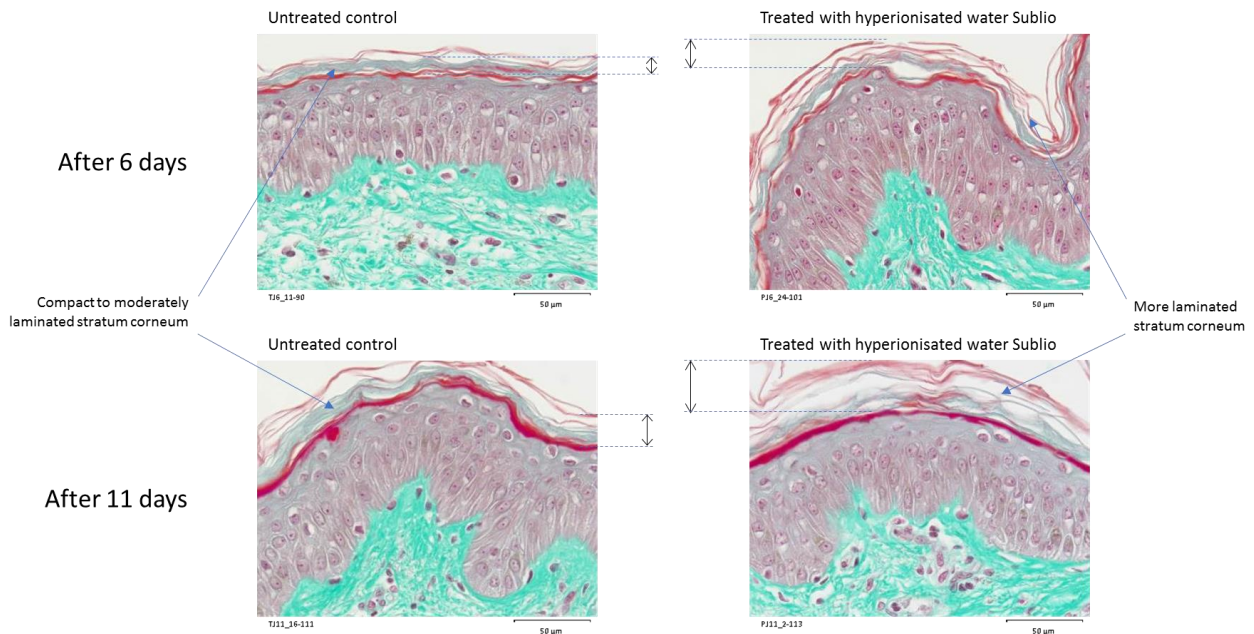 Untreated control
Treated with hyperionisated water Sublio
After 6 days
TJ6_11-90
50 µm
PJ6_24-101
50 µm
Compact to moderately
laminated stratum corneum
More laminated
stratum corneum
Untreated control
Treated with hyperionisated water Sublio
After 11 days
TJ11_16-111
50 µm
PJ11_2-113
50 µm